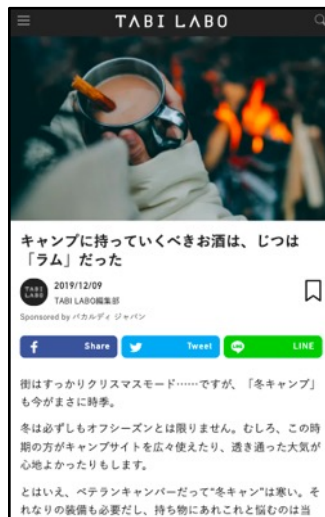 TABI LABO
キャンプに持っていくべきお酒は、じつは
「ラム」だった
TABI
LABO
2019/12/09
TABI LABO編集部
Sponsored by バカルディ ジャパン
f Share
Tweet
LINE LINE
街はすっかりクリスマスモード……ですが、「冬キャンプ」
も今がまさに時季。
冬は必ずしもオフシーズンとは限りません。むしろ、この時
期の方がキャンプサイトを広々使えたり、透き通った大気が
心地よかったりもします。
とはいえ、ベテランキャンパーだって“冬キャン”は寒い。そ
れなりの装備も必要だし、持ち物にあれこれと悩むのは当